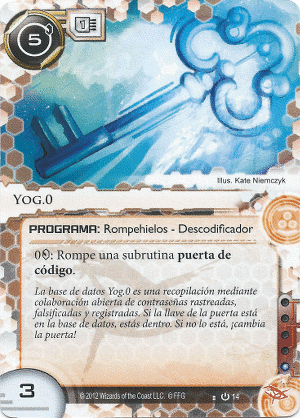 5
1
Illus. Kate Niemczyk
YOG.0
PROGRAMA: Rompehielos - Descodificador
0: Rompe una subrutina puerta de
código.
La base de datos Yog.0 es una recopilación mediante
colaboración abierta de contraseñas rastreadas,
falsificadas y registradas. Si la llave de la puerta está
en la base de datos, estás dentro. Si no lo está, ¡cambia
la puerta!
3
© 2012 Wizards of the Coast LLC. © FFG
14